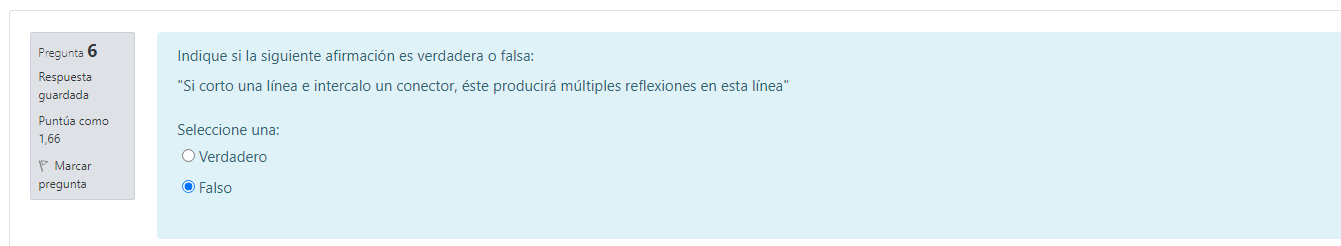 Pregunta 6
Respuesta
guardada
Puntúa como
1,66
Marcar
pregunta
Indique si la siguiente afirmación es verdadera o falsa:
"Si corto una línea e intercalo un conector, éste producirá múltiples reflexiones en esta línea"
Seleccione una:
Verdadero
Falso